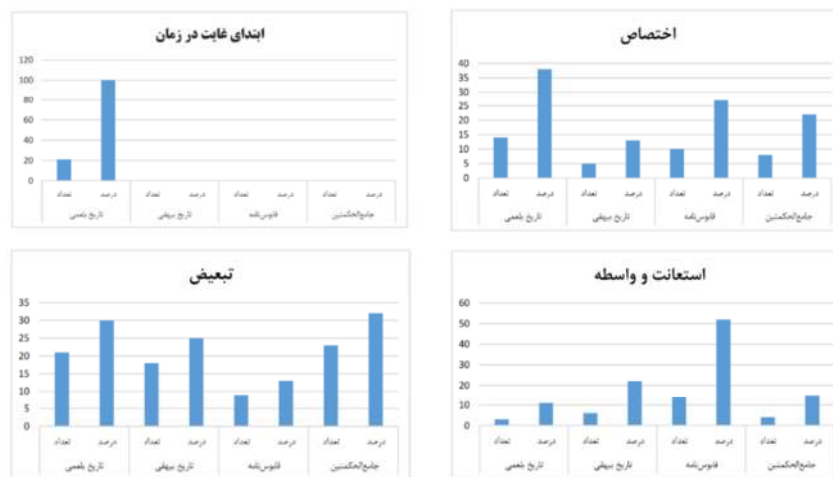 ابتدای غایت در زمان
120
100
80
60
40
20
0
تعداد درصد تعداد درصد تعداد درصد تعداد درصد
تاریخ بلعمی تاریخ بیهقی قابوس‌نامه جامع‌الحکمتین
اختصاص
40
35
30
25
20
15
10
5
0
تعداد درصد تعداد درصد تعداد درصد تعداد درصد
تاریخ بلعمی تاریخ بیهقی قابوس‌نامه جامع‌الحکمتین
تبعیض
35
30
25
20
15
10
5
0
تعداد درصد تعداد درصد تعداد درصد تعداد درصد
تاریخ بلعمی تاریخ بیهقی قابوس‌نامه جامع‌الحکمتین
استعانت و واسطه
60
50
40
30
20
10
0
تعداد درصد تعداد درصد تعداد درصد تعداد درصد
تاریخ بلعمی تاریخ بیهقی قابوس‌نامه جامع‌الحکمتین